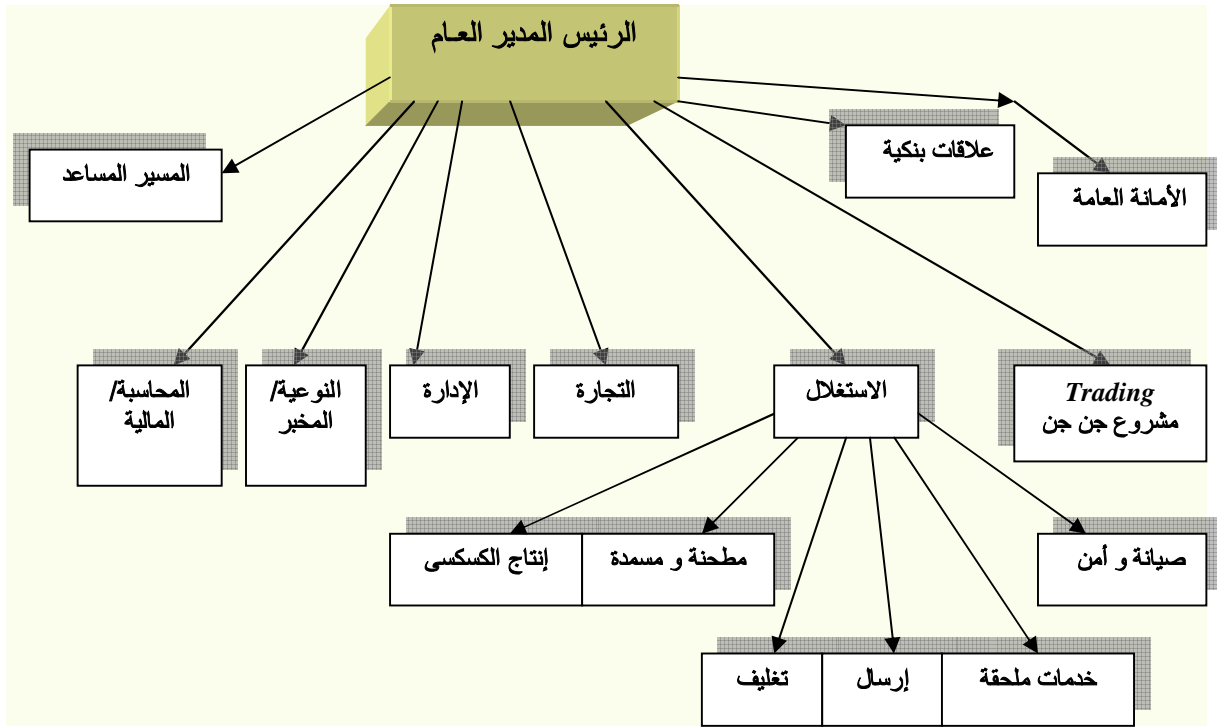 الرئيس المدير العـام
علاقات بنكية
المسير المساعد
الأمانة العامة
Trading
مشروع جن جن
الاستغلال
التجارة
الإدارة
النوعية/
المخبر
المحاسبة/
المالية
صيانة و أمن
مطحنة و مسمدة
إنتاج الكسكسى
خدمات ملحقة
إرسال
تغليف